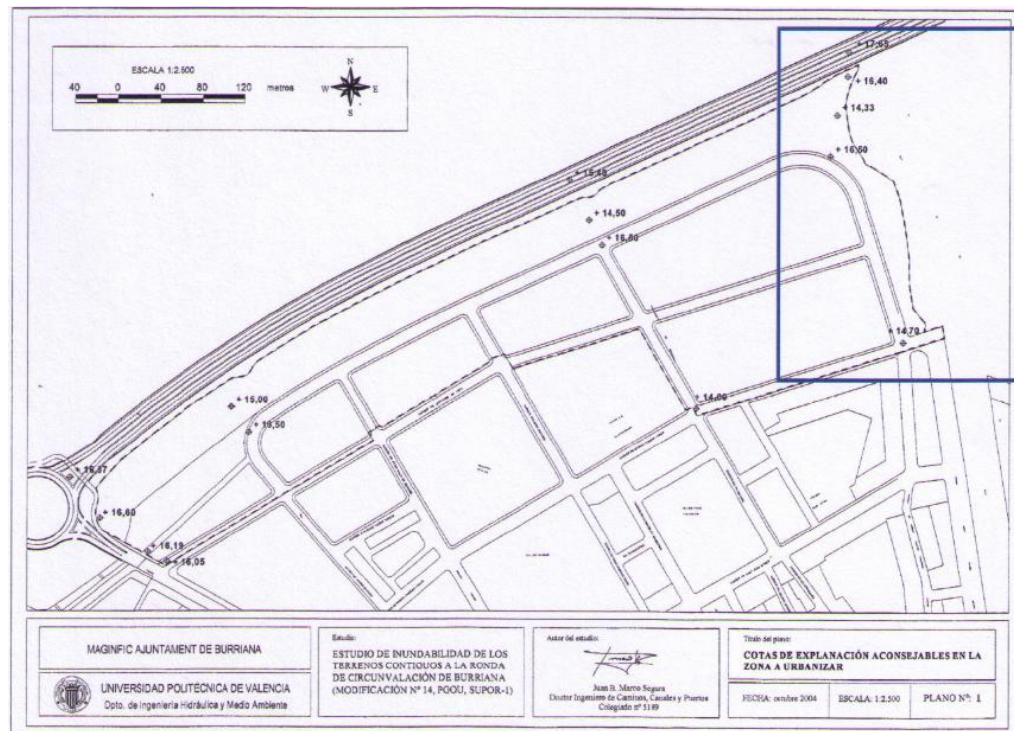 ESCALA 1:2.500
40 0 40 80 120 metros
N
W E
S
+ 17,65
+ 16,40
+ 14,33
+ 16,50
+ 15,60
+ 14,50
+ 16,50
+ 14,70
+ 14,00
+ 15,00
+ 16,50
+ 16,37
+ 16,60
+ 16,19
+ 16,05
MAGINFIC AJUNTAMENT DE BURRIANA
UNIVERSIDAD POLITÉCNICA DE VALENCIA
Dpto. de Ingeniería Hidráulica y Medio Ambiente
Estudio:
ESTUDIO DE INUNDABILIDAD DE LOS
TERRENOS CONTIGUOS A LA RONDA
DE CIRCUNVALACIÓN DE BURRIANA
(MODIFICACIÓN Nº 14, PGOU, SUPOR-1)
Autor del estudio:
Juan B. Marco Segura
Doctor Ingeniero de Caminos, Canales y Puertos
Colegiado nº 5189
Título del plano:
COTAS DE EXPLANACIÓN ACONSEJABLES EN LA
ZONA A URBANIZAR
FECHA: octubre 2004
ESCALA: 1:2.500
PLANO Nº: 1